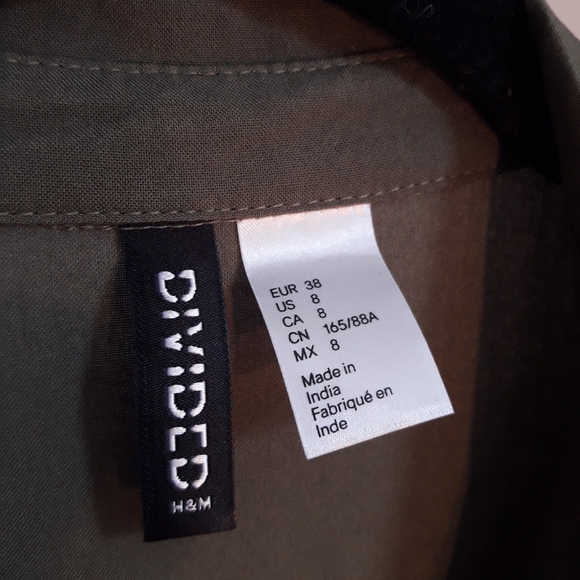 DIVIDED
H&M
EUR 38
US 8
CA 8
CN 165/88A
MX 8
Made in
India
Fabriqué en
Inde